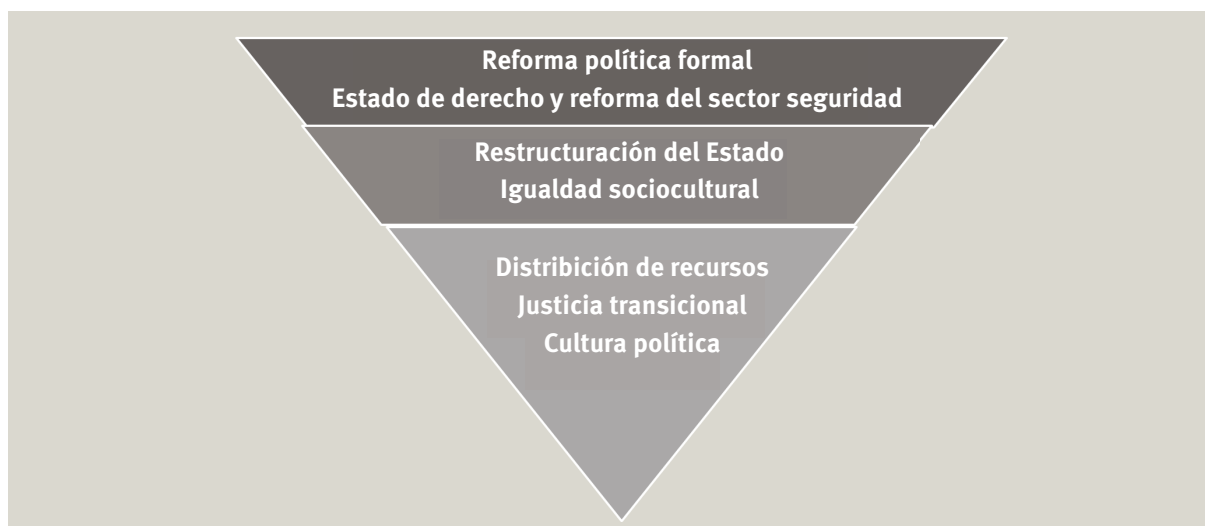 Reforma política formal
Estado de derecho y reforma del sector seguridad
Restructuración del Estado
Igualdad sociocultural
Distribición de recursos
Justicia transicional
Cultura política